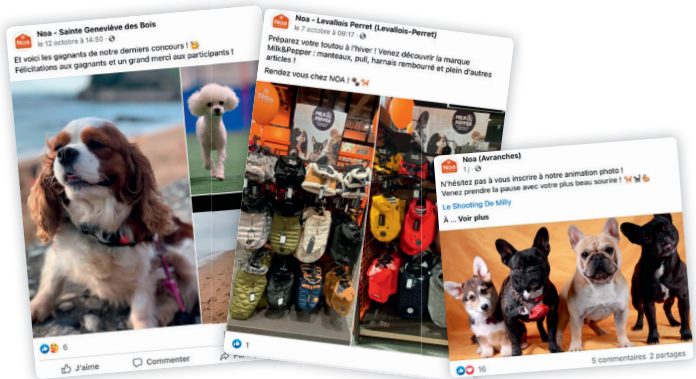 Noa - Sainte Geneviève des Bois
le 12 octobre à 14:50 ·
Et voici les gagnants de notre derniers concours !
Félicitations aux gagnants et un grand merci aux participants !
6
J'aime
Commenter
Noa - Levallois Perret (Levallois-Perret)
le 7 octobre à 08:17 ·
Préparez votre toutou à l'hiver ! Venez découvrir la marque
Milk&Pepper : manteaux, pull, harnais rembourré et plein d'autres
articles !
Rendez vous chez NOA !
Noa
MILK &
PEPPER
1
Noa (Avranches)
1 j ·
N'hésitez pas à vous inscrire à notre animation photo !
Venez prendre la pause avec votre plus beau sourire !
Le Shooting De Milly
À ... Voir plus
16
5 commentaires 2 partages